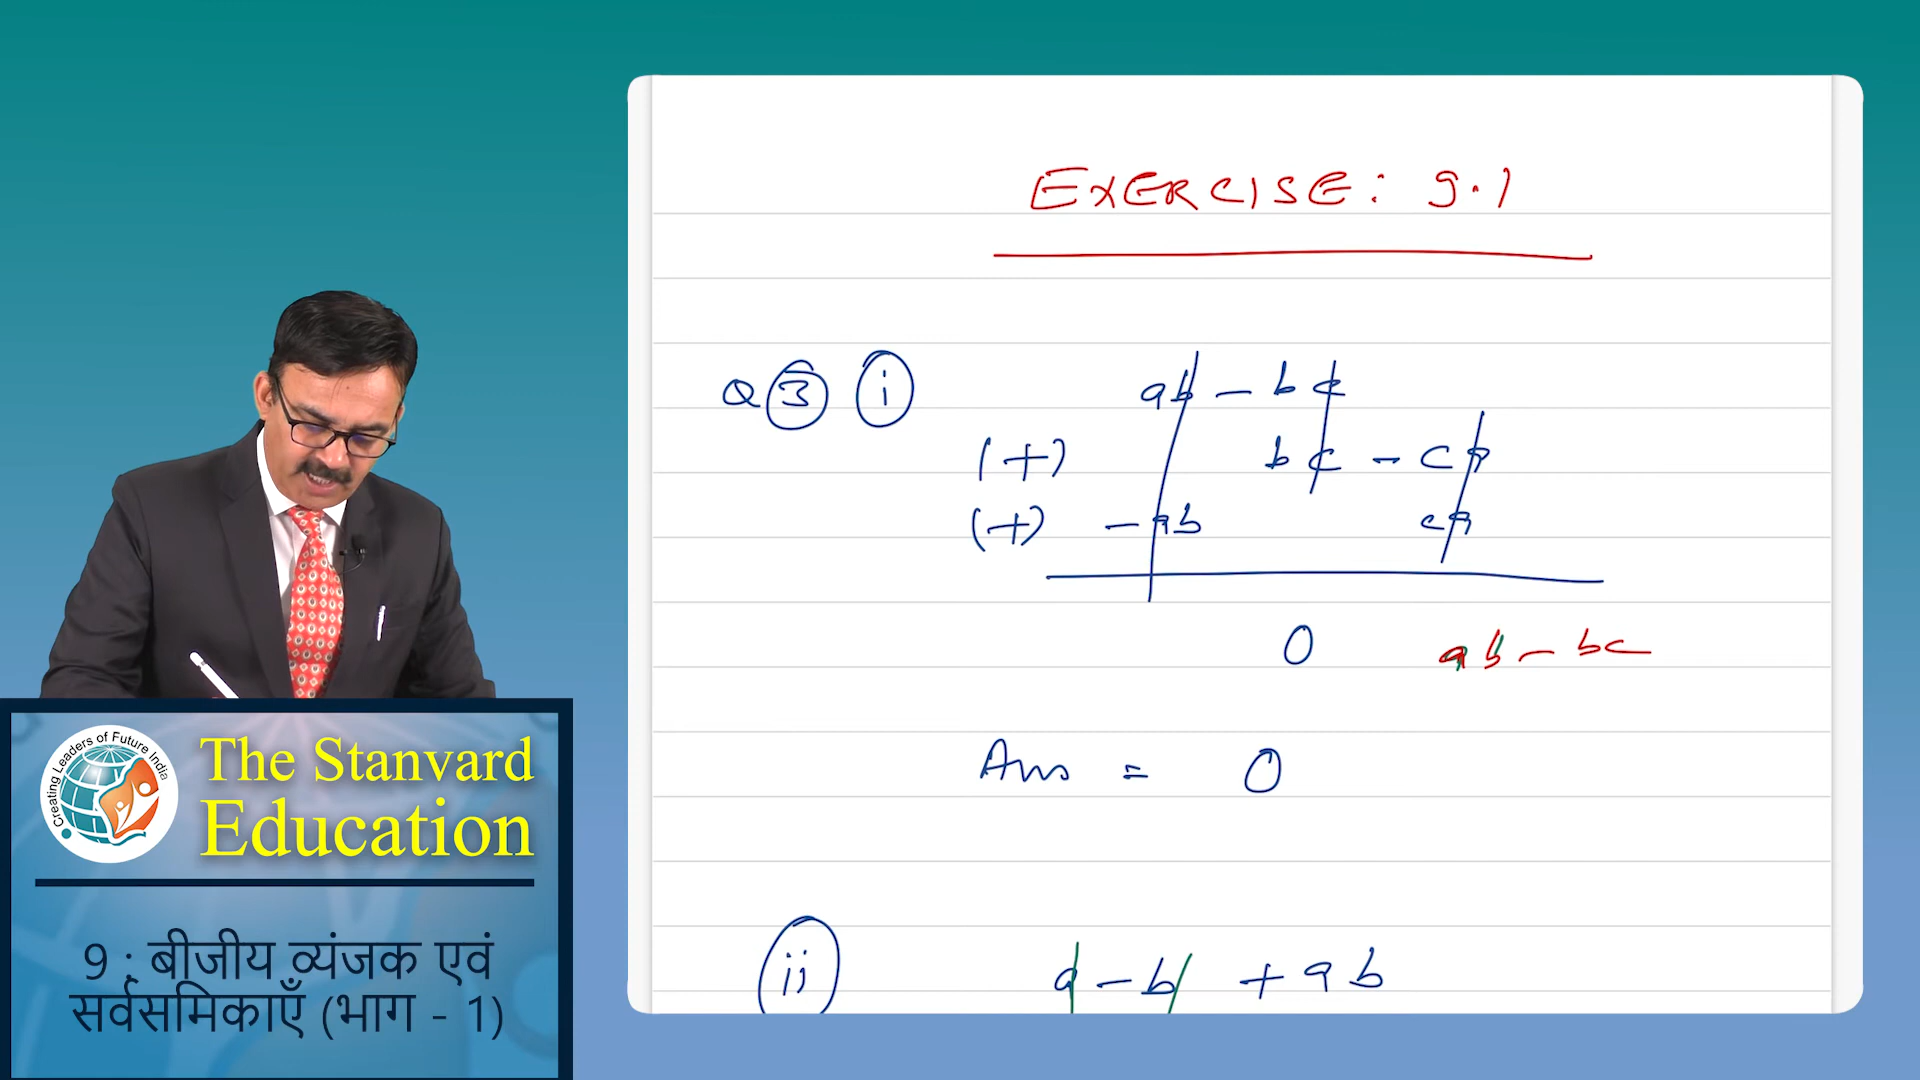 EXERCISE: 9.1
Q 3 i ab - bc
(+) bc - ca
(+) - ab ca
0 ab - bc
Ans = 0
ii a - b + ab
Creating Leaders of Future India
The Stanvard
Education
9 : बीजीय व्यंजक एवं
सर्वसमिकाएँ (भाग - 1)